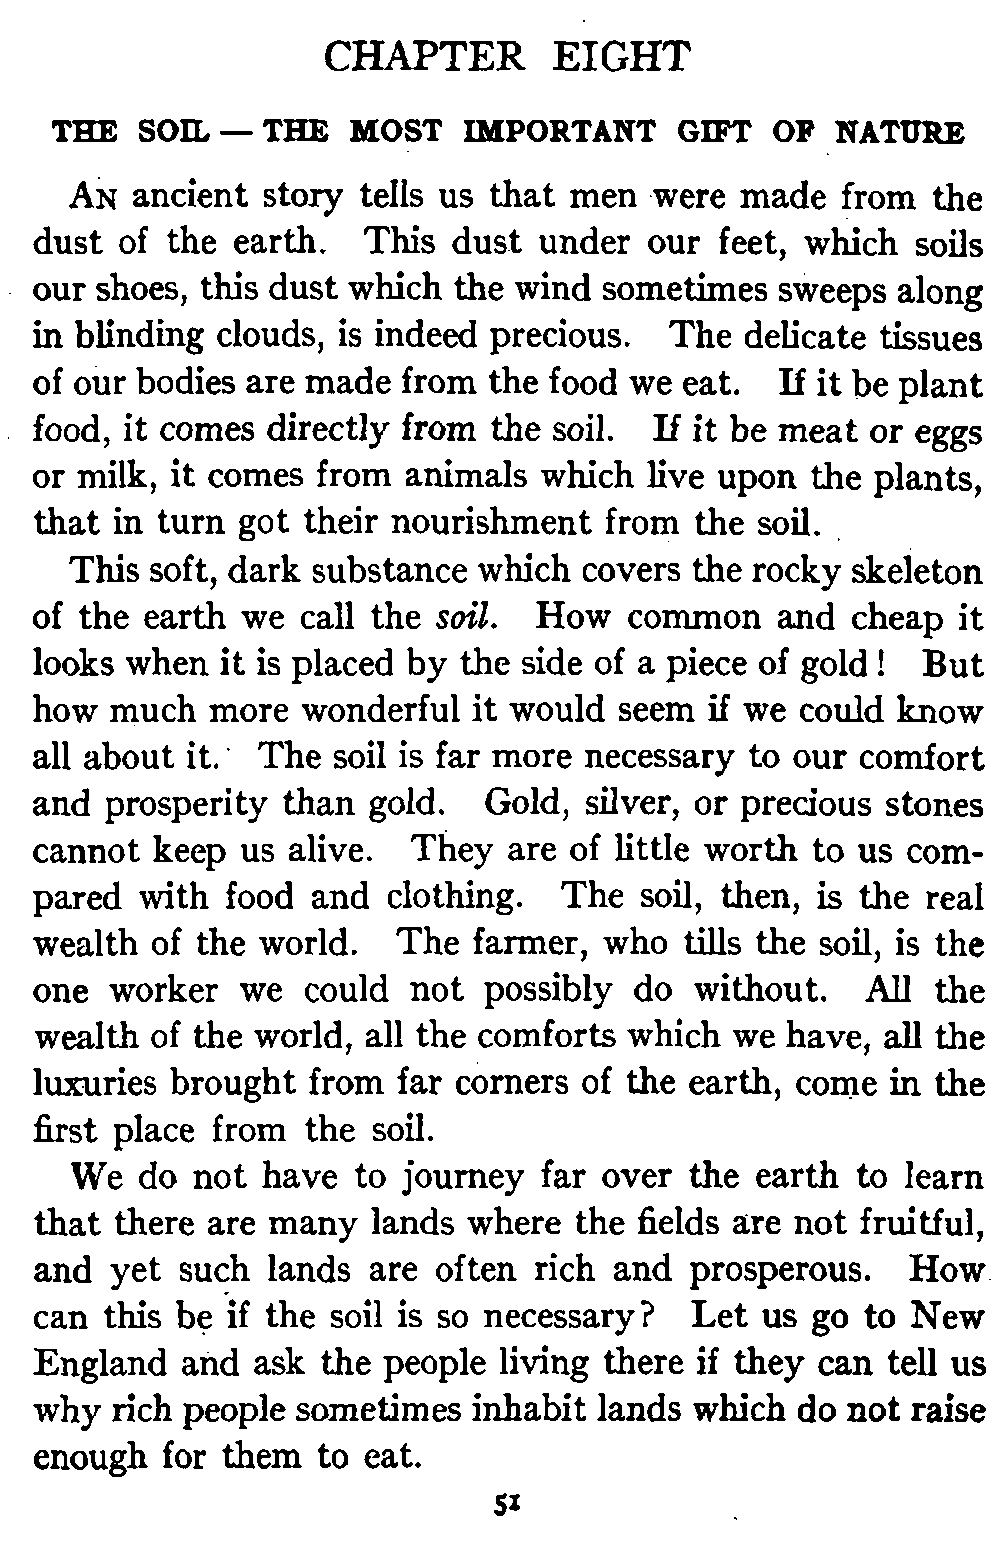 CHAPTER EIGHT
THE SOIL — THE MOST IMPORTANT GIFT OF NATURE
AN ancient story tells us that men were made from the
dust of the earth. This dust under our feet, which soils
our shoes, this dust which the wind sometimes sweeps along
in blinding clouds, is indeed precious. The delicate tissues
of our bodies are made from the food we eat. If it be plant
food, it comes directly from the soil. If it be meat or eggs
or milk, it comes from animals which live upon the plants,
that in turn got their nourishment from the soil.
This soft, dark substance which covers the rocky skeleton
of the earth we call the soil. How common and cheap it
looks when it is placed by the side of a piece of gold! But
how much more wonderful it would seem if we could know
all about it. The soil is far more necessary to our comfort
and prosperity than gold. Gold, silver, or precious stones
cannot keep us alive. They are of little worth to us com-
pared with food and clothing. The soil, then, is the real
wealth of the world. The farmer, who tills the soil, is the
one worker we could not possibly do without. All the
wealth of the world, all the comforts which we have, all the
luxuries brought from far corners of the earth, come in the
first place from the soil.
We do not have to journey far over the earth to learn
that there are many lands where the fields are not fruitful,
and yet such lands are often rich and prosperous. How
can this be if the soil is so necessary? Let us go to New
England and ask the people living there if they can tell us
why rich people sometimes inhabit lands which do not raise
enough for them to eat.
51